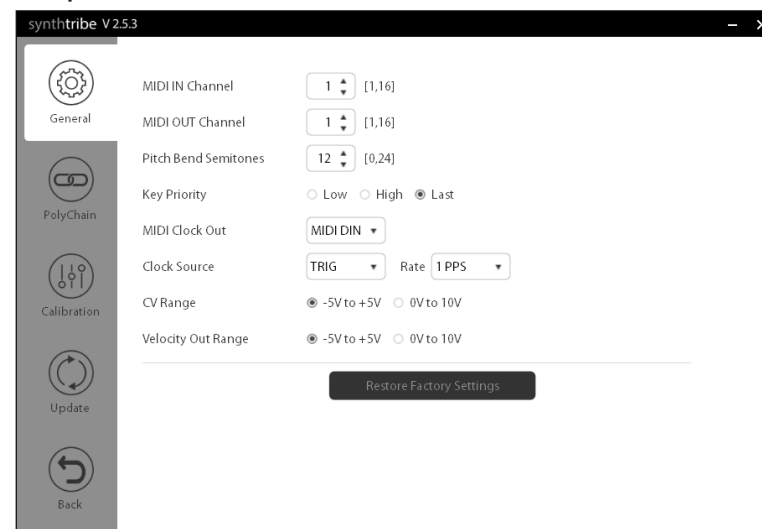 synthtribe V 2.5.3
General
PolyChain
Calibration
Update
Back
MIDI IN Channel 1 [1,16]
MIDI OUT Channel 1 [1,16]
Pitch Bend Semitones 12 [0,24]
Key Priority Low High Last
MIDI Clock Out MIDI DIN
Clock Source TRIG Rate 1 PPS
CV Range -5V to +5V 0V to 10V
Velocity Out Range -5V to +5V 0V to 10V
Restore Factory Settings